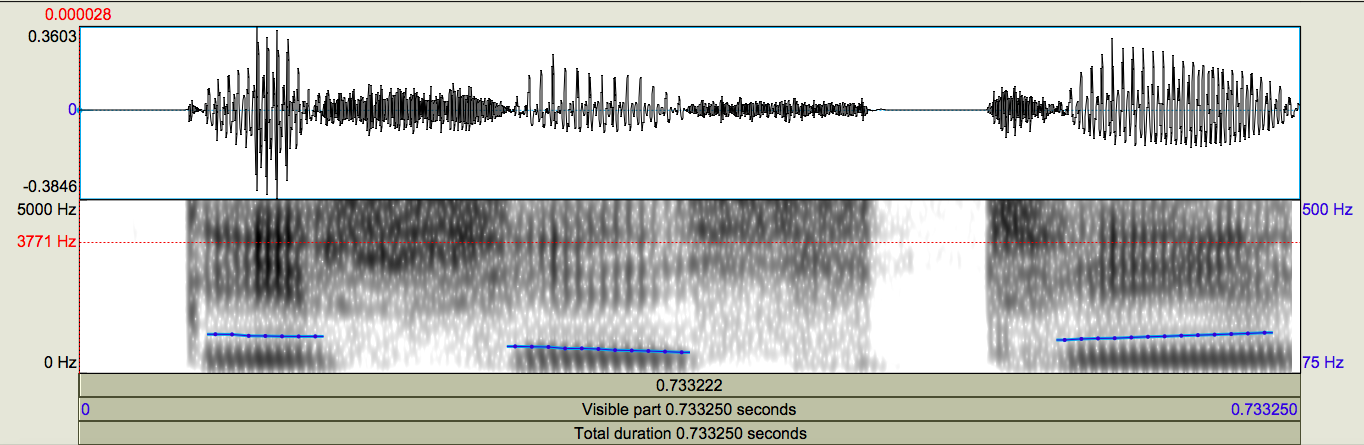 0.000028
0.3603
0
-0.3846
5000 Hz
500 Hz
3771 Hz
0 Hz
75 Hz
0.733222
0
Visible part 0.733250 seconds
0.733250
Total duration 0.733250 seconds